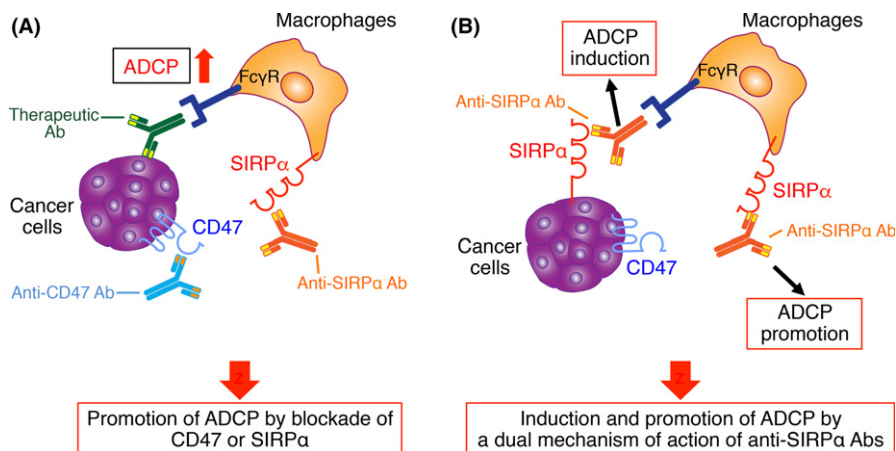 (A)
Macrophages
ADCP
FcγR
Therapeutic
Ab
SIRPα
Cancer
cells
CD47
Anti-CD47 Ab
Anti-SIRPα Ab
z
Promotion of ADCP by blockade of
CD47 or SIRPα
(B)
Macrophages
ADCP
induction
FcγR
Anti-SIRPα Ab
SIRPα
SIRPα
Cancer
cells
CD47
Anti-SIRPα Ab
ADCP
promotion
z
Induction and promotion of ADCP by
a dual mechanism of action of anti-SIRPα Abs